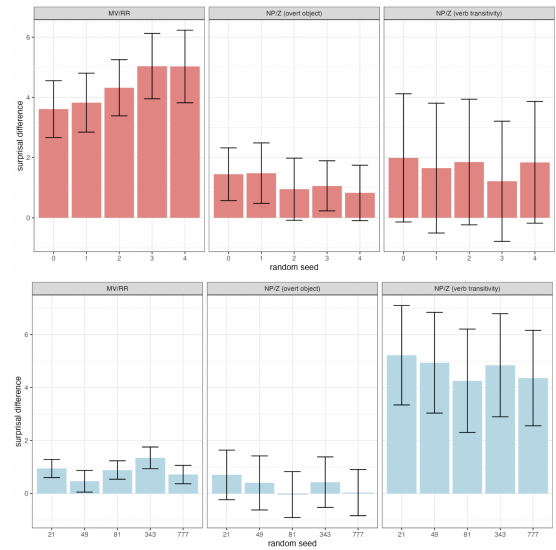 MV/RR
NP/Z (overt object)
NP/Z (verb transitivity)
surprisal difference
6
4
2
0
0 1 2 3 4
0 1 2 3 4
0 1 2 3 4
random seed
MV/RR
NP/Z (overt object)
NP/Z (verb transitivity)
surprisal difference
6
4
2
0
21 49 81 343 777
21 49 81 343 777
21 49 81 343 777
random seed